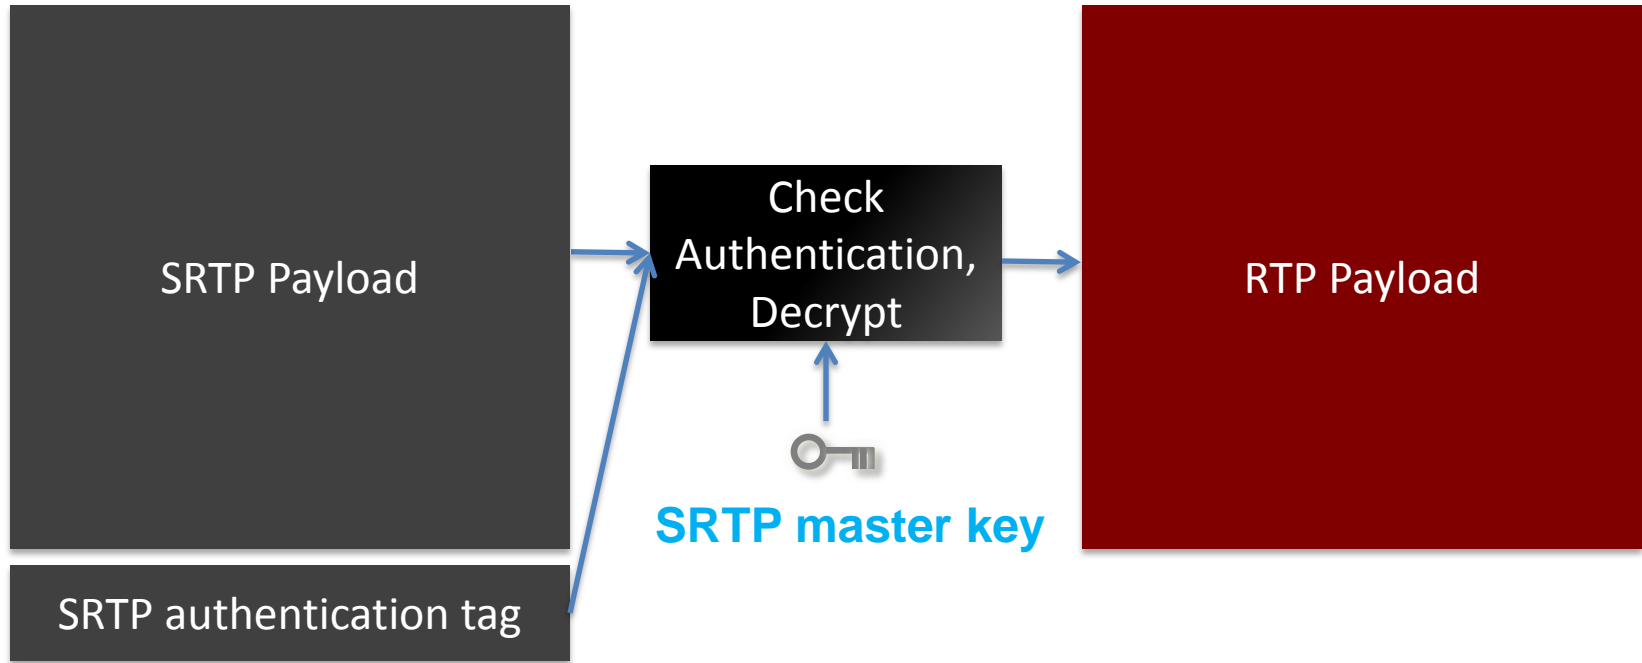 SRTP Payload
Check
Authentication,
Decrypt
RTP Payload
SRTP master key
SRTP authentication tag